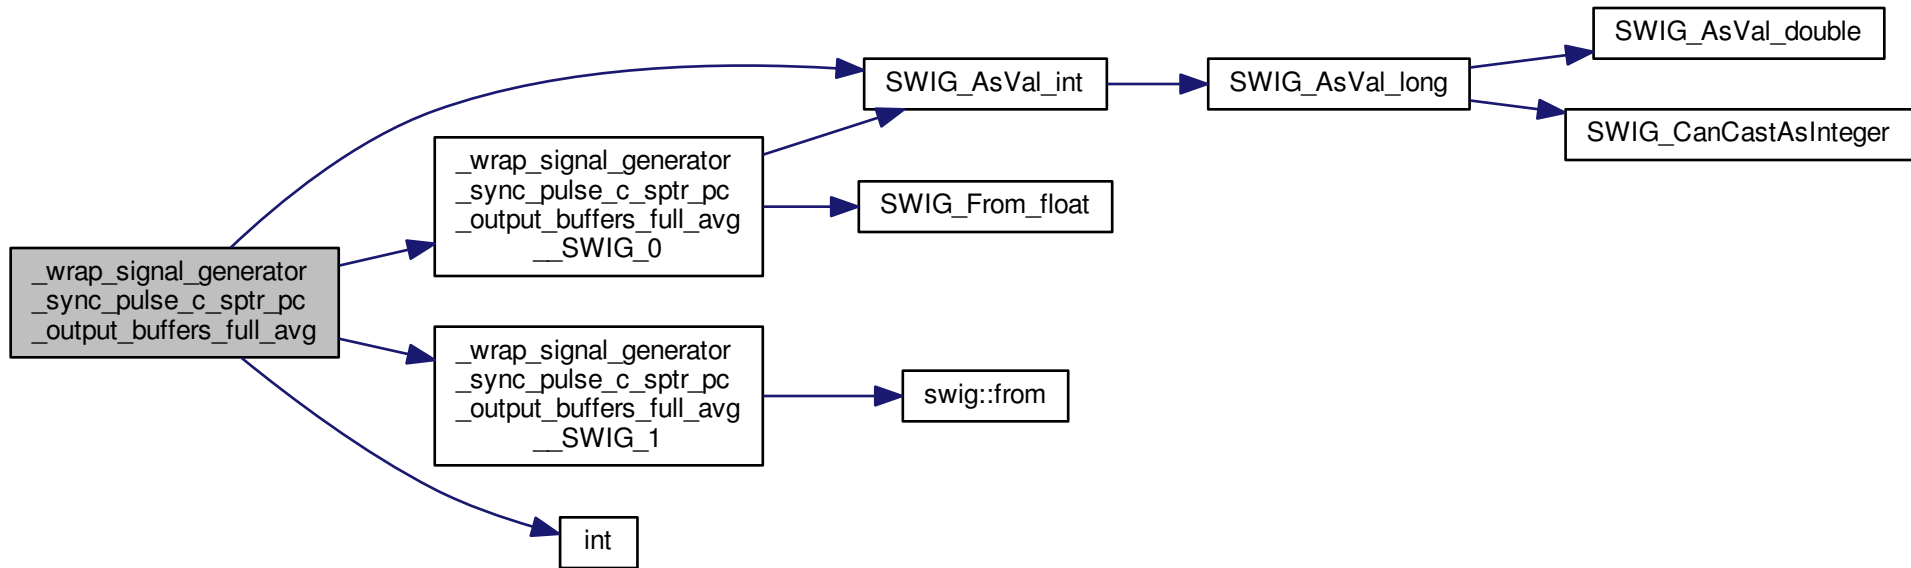 _wrap_signal_generator
_sync_pulse_c_sptr_pc
_output_buffers_full_avg
_wrap_signal_generator
_sync_pulse_c_sptr_pc
_output_buffers_full_avg
__SWIG_0
_wrap_signal_generator
_sync_pulse_c_sptr_pc
_output_buffers_full_avg
__SWIG_1
int
SWIG_AsVal_int
SWIG_From_float
swig::from
SWIG_AsVal_long
SWIG_AsVal_double
SWIG_CanCastAsInteger